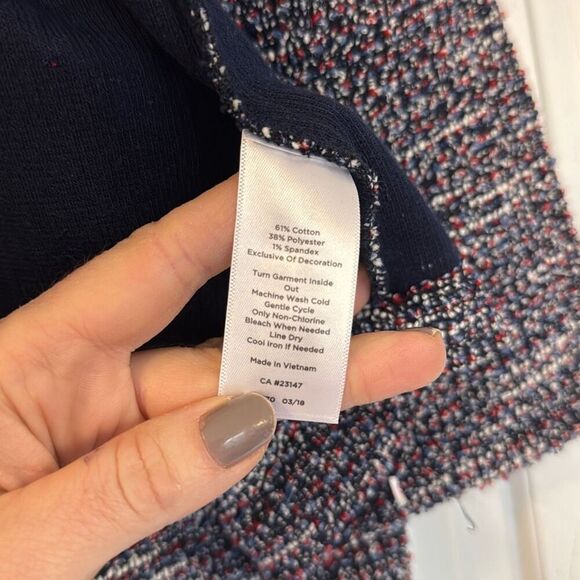 61% Cotton
38% Polyester
1% Spandex
Exclusive Of Decoration
Turn Garment Inside
Out
Machine Wash Cold
Gentle Cycle
Only Non-Chlorine
Bleach When Needed
Line Dry
Cool Iron If Needed
Made in Vietnam
CA #23147
03/18